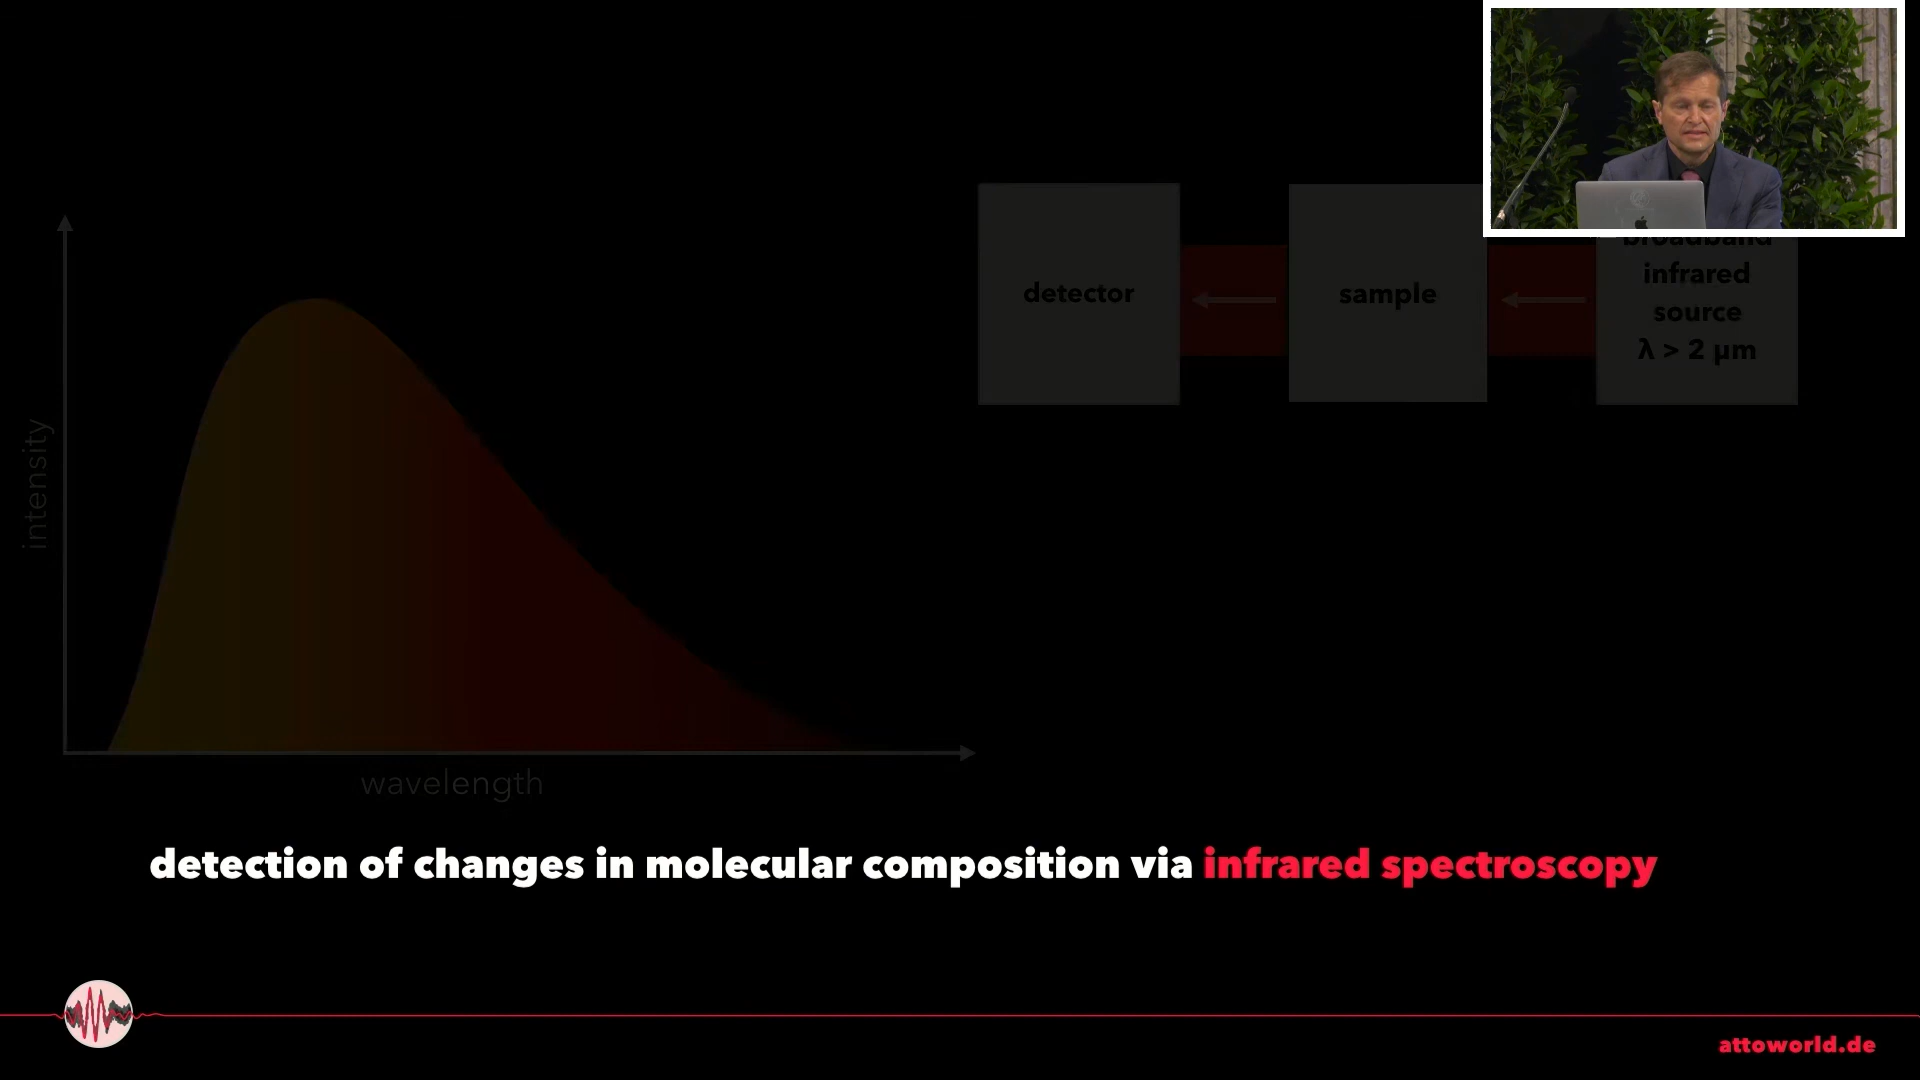 broadband
infrared
source
λ > 2 μm
sample
detector
intensity
wavelength
detection of changes in molecular composition via infrared spectroscopy
attoworld.de